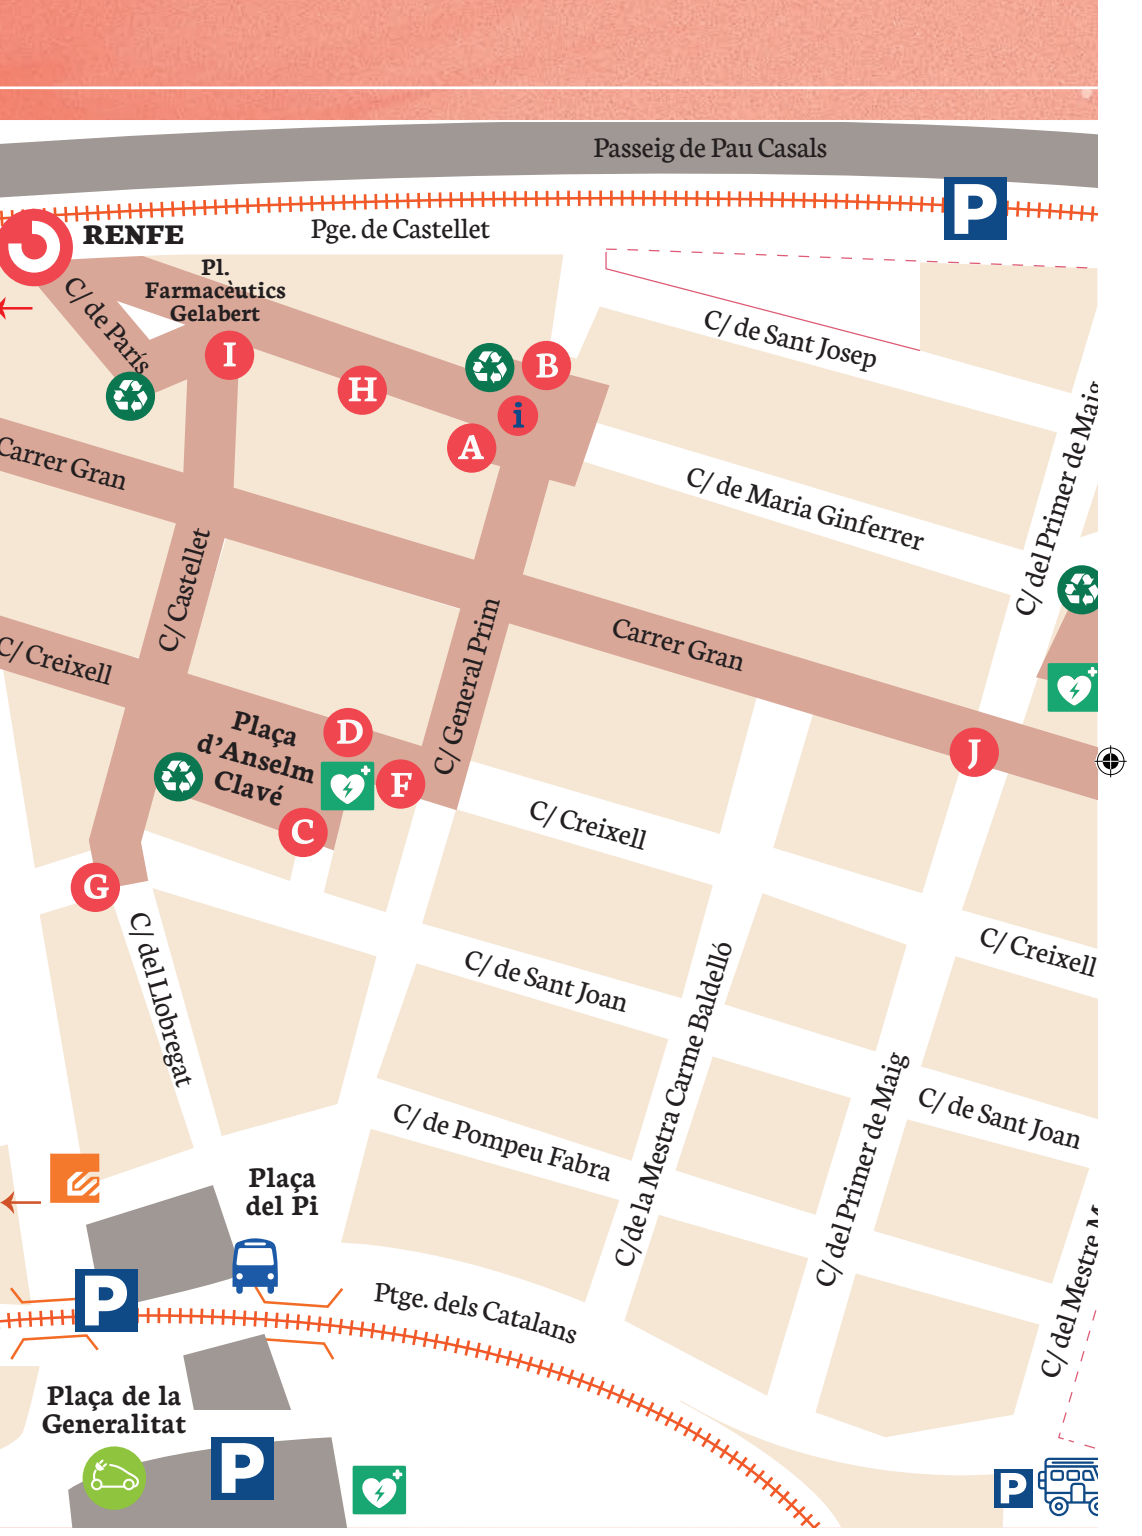 Passeig de Pau Casals
P
RENFE
Pge. de Castellet
Pl.
Farmacèutics
Gelabert
C/ de París
I
H
B
i
A
C/ de Sant Josep
C/ del Primer de Maig
Carrer Gran
C/ de Maria Ginferrer
C/ Castellet
C/ Creixell
C/ General Prim
Carrer Gran
Plaça
d'Anselm
Clavé
D
F
C
J
C/ Creixell
G
C/ del Llobregat
C/ de Sant Joan
C/de la Mestra Carme Baldelló
C/ Creixell
C/ de Pompeu Fabra
C/ del Primer de Maig
C/ de Sant Joan
Plaça
del Pi
P
Ptge. dels Catalans
C/ del Mestre
Plaça de la
Generalitat
P
P